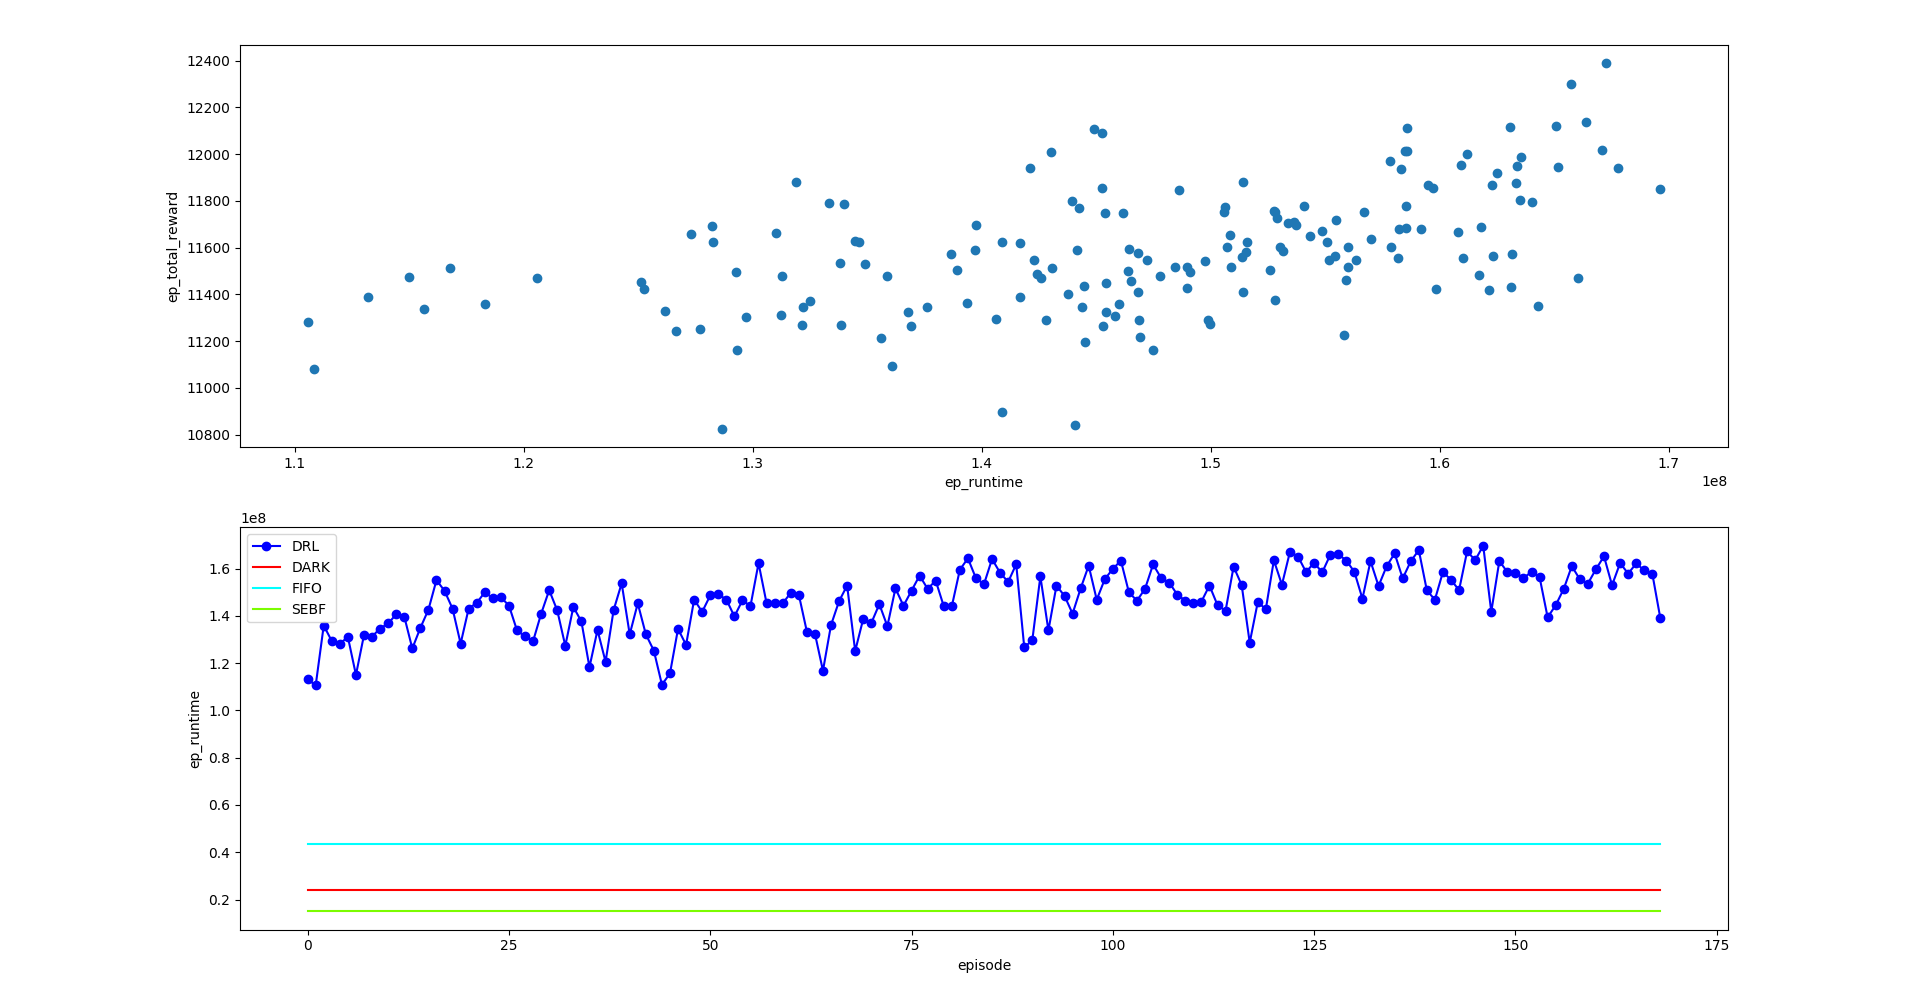 12400
12200
12000
11800
11600
11400
11200
11000
10800
ep_total_reward
1.1 1.2 1.3 1.4 1.5 1.6 1.7
ep_runtime
1e8
1e8
DRL
DARK
FIFO
SEBF
1.6
1.4
1.2
1.0
0.8
0.6
0.4
0.2
ep_runtime
0 25 50 75 100 125 150 175
episode